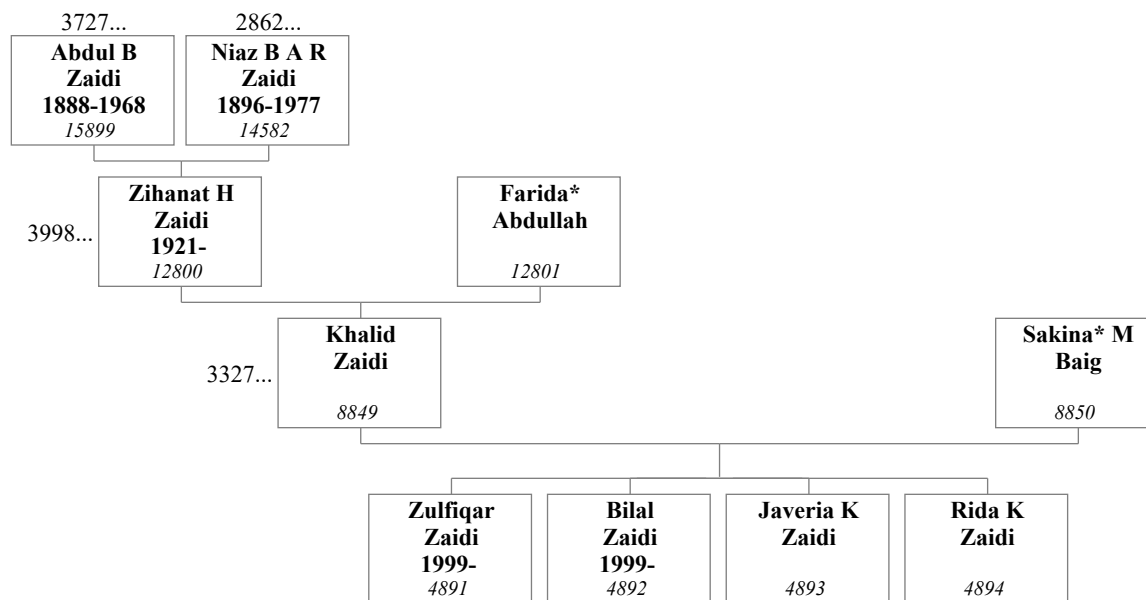 3727...
2862...
Abdul B
Zaidi
1888-1968
15899
Niaz B A R
Zaidi
1896-1977
14582
3998...
Zihanat H
Zaidi
1921-
12800
Farida*
Abdullah
12801
3327...
Khalid
Zaidi
8849
Sakina* M
Baig
8850
Zulfiqar
Zaidi
1999-
4891
Bilal
Zaidi
1999-
4892
Javeria K
Zaidi
4893
Rida K
Zaidi
4894